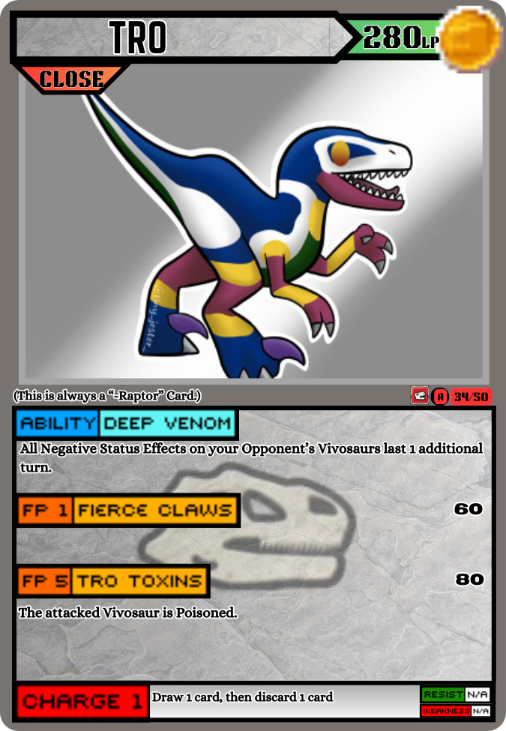 TRO
280LP
CLOSE
(This is always a "-Raptor" Card.)
A 34/50
ABILITY DEEP VENOM
All Negative Status Effects on your Opponent's Vivosaurs last 1 additional
turn.
FP 1 FIERCE CLAWS 60
FP 5 TRO TOXINS 80
The attacked Vivosaur is Poisoned.
CHARGE 1 Draw 1 card, then discard 1 card
RESIST N/A
WEAKNESS N/A